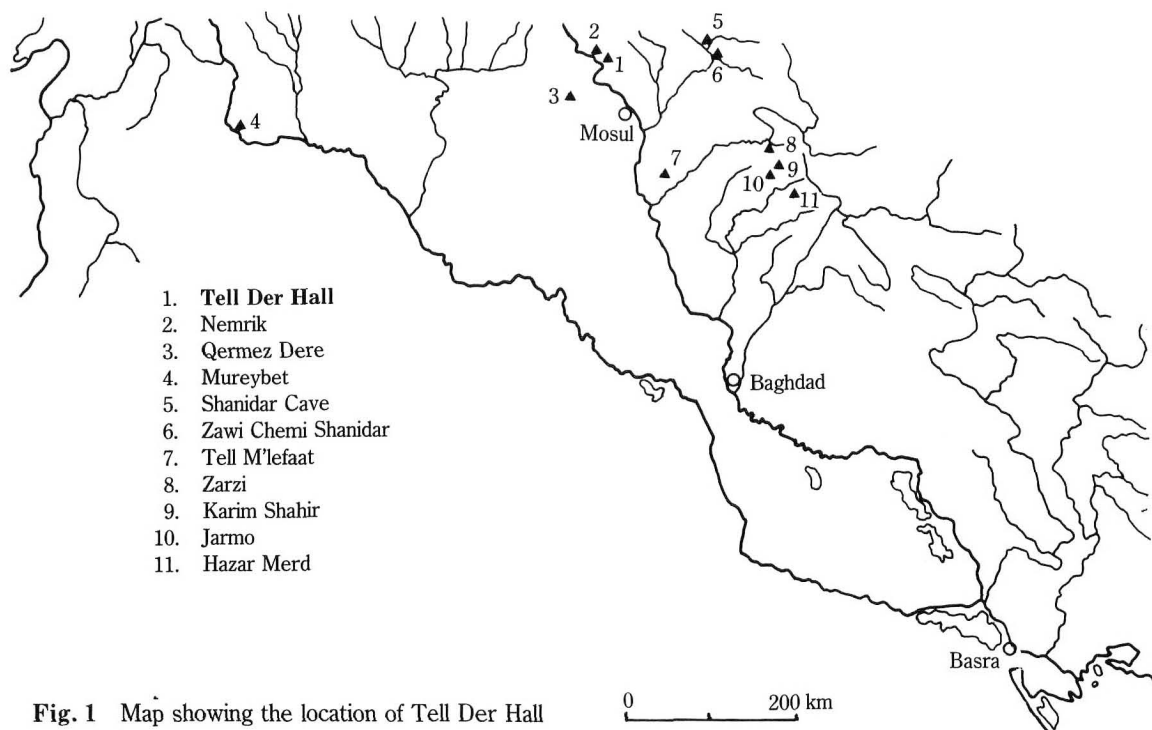 2
5
1
6
3
Mosul
4
8
7
9
10
11
1. Tell Der Hall
2. Nemrik
3. Qermez Dere
4. Mureybet
5. Shanidar Cave
6. Zawi Chemi Shanidar
7. Tell M'lefaat
8. Zarzi
9. Karim Shahir
10. Jarmo
11. Hazar Merd
Baghdad
Basra
0 200 km
Fig. 1 Map showing the location of Tell Der Hall